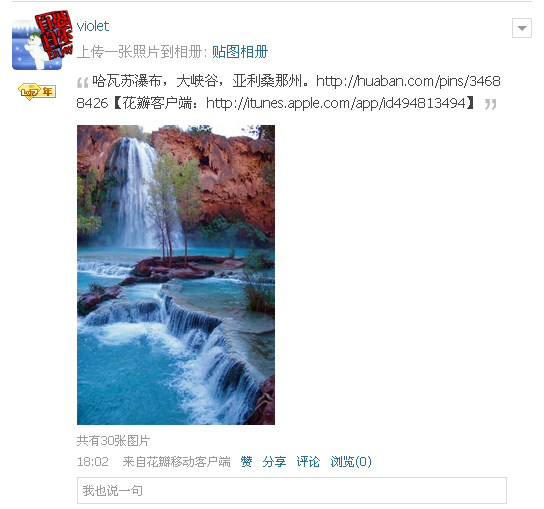 violet
上传一张照片到相册: 贴图相册
哈瓦苏瀑布，大峡谷，亚利桑那州。http://huaban.com/pins/3468
8426【花瓣客户端：http://itunes.apple.com/app/id494813494】
年
共有30张图片
18:02 来自花瓣移动客户端 赞 分享 评论 浏览(0)
我也说一句